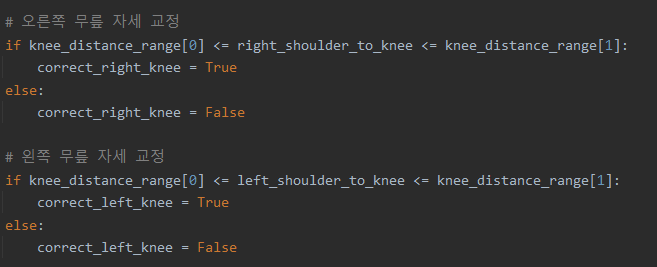 # 오른쪽 무릎 자세 교정
if knee_distance_range[0] <= right_shoulder_to_knee <= knee_distance_range[1]:
    correct_right_knee = True
else:
    correct_right_knee = False
# 왼쪽 무릎 자세 교정
if knee_distance_range[0] <= left_shoulder_to_knee <= knee_distance_range[1]:
    correct_left_knee = True
else:
    correct_left_knee = False